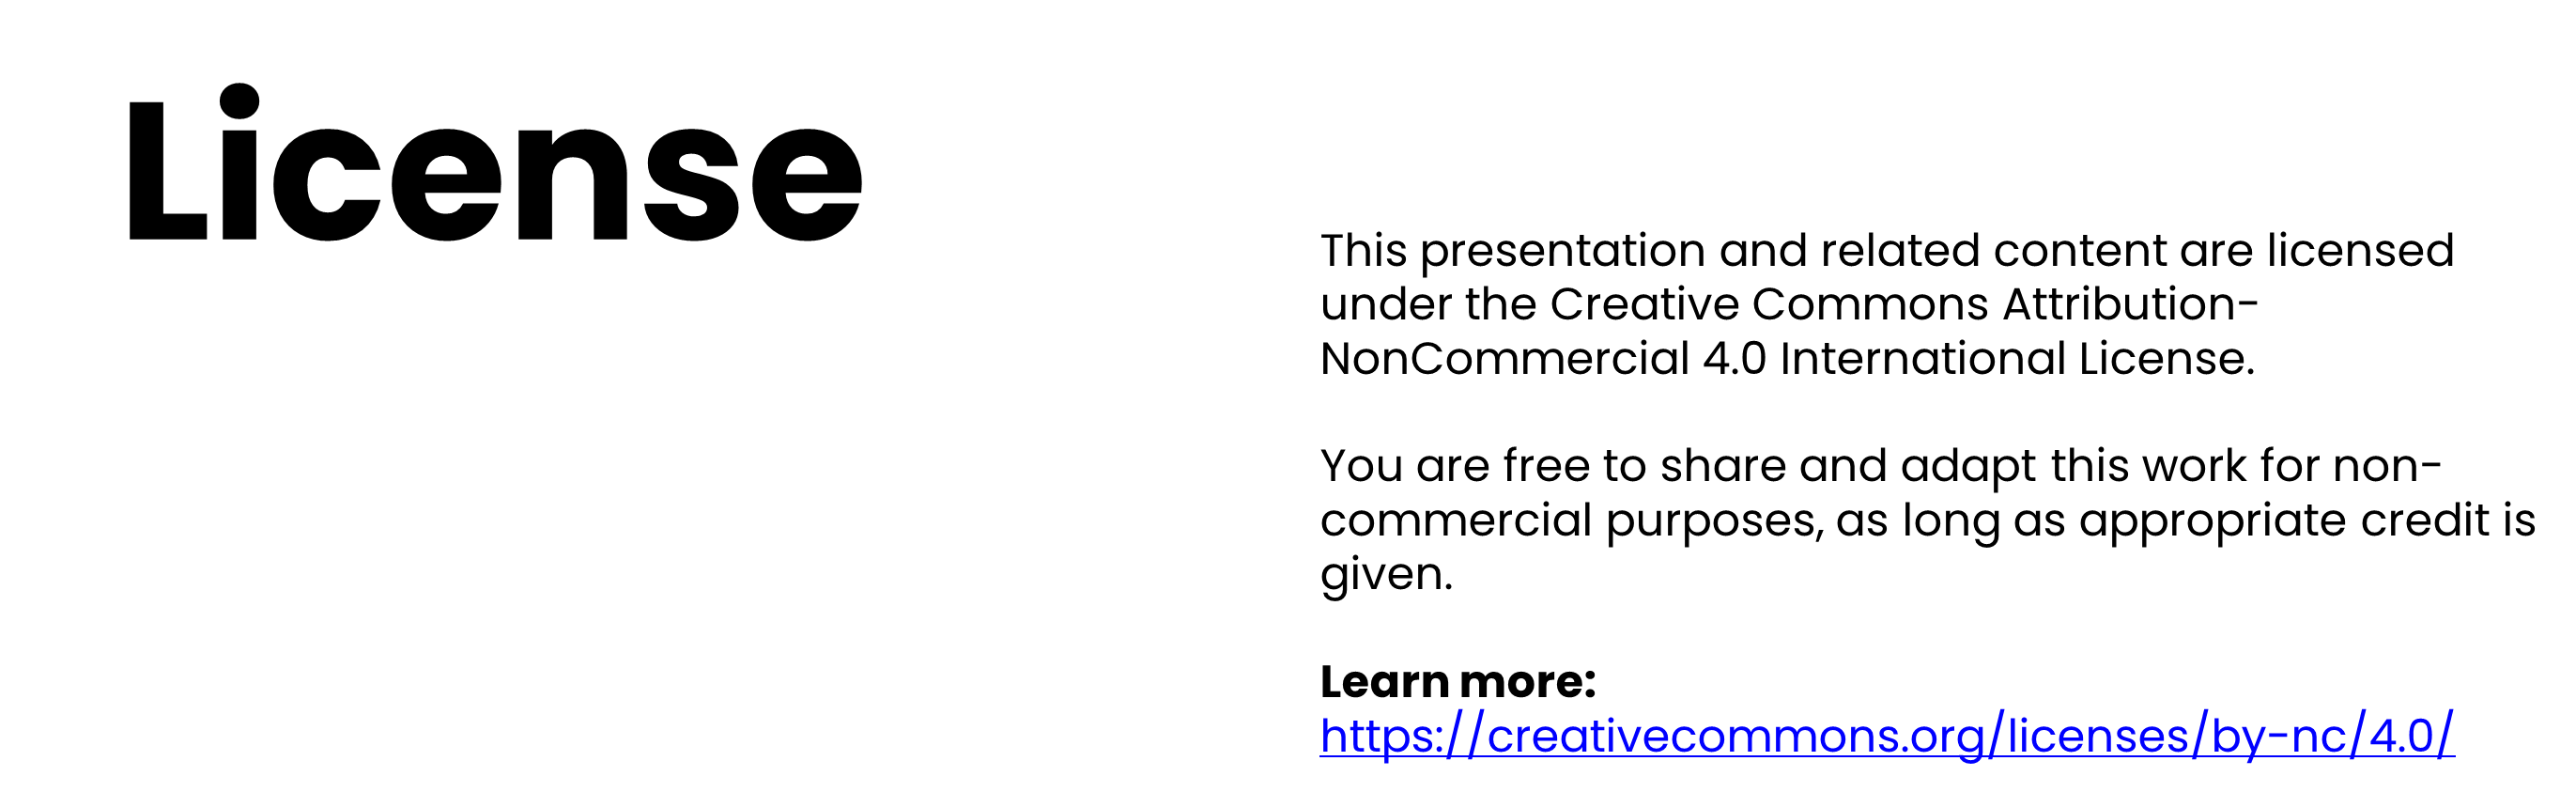 License
This presentation and related content are licensed
under the Creative Commons Attribution-
NonCommercial 4.0 International License.
You are free to share and adapt this work for non-
commercial purposes, as long as appropriate credit is
given.
Learn more:
https://creativecommons.org/licenses/by-nc/4.0/